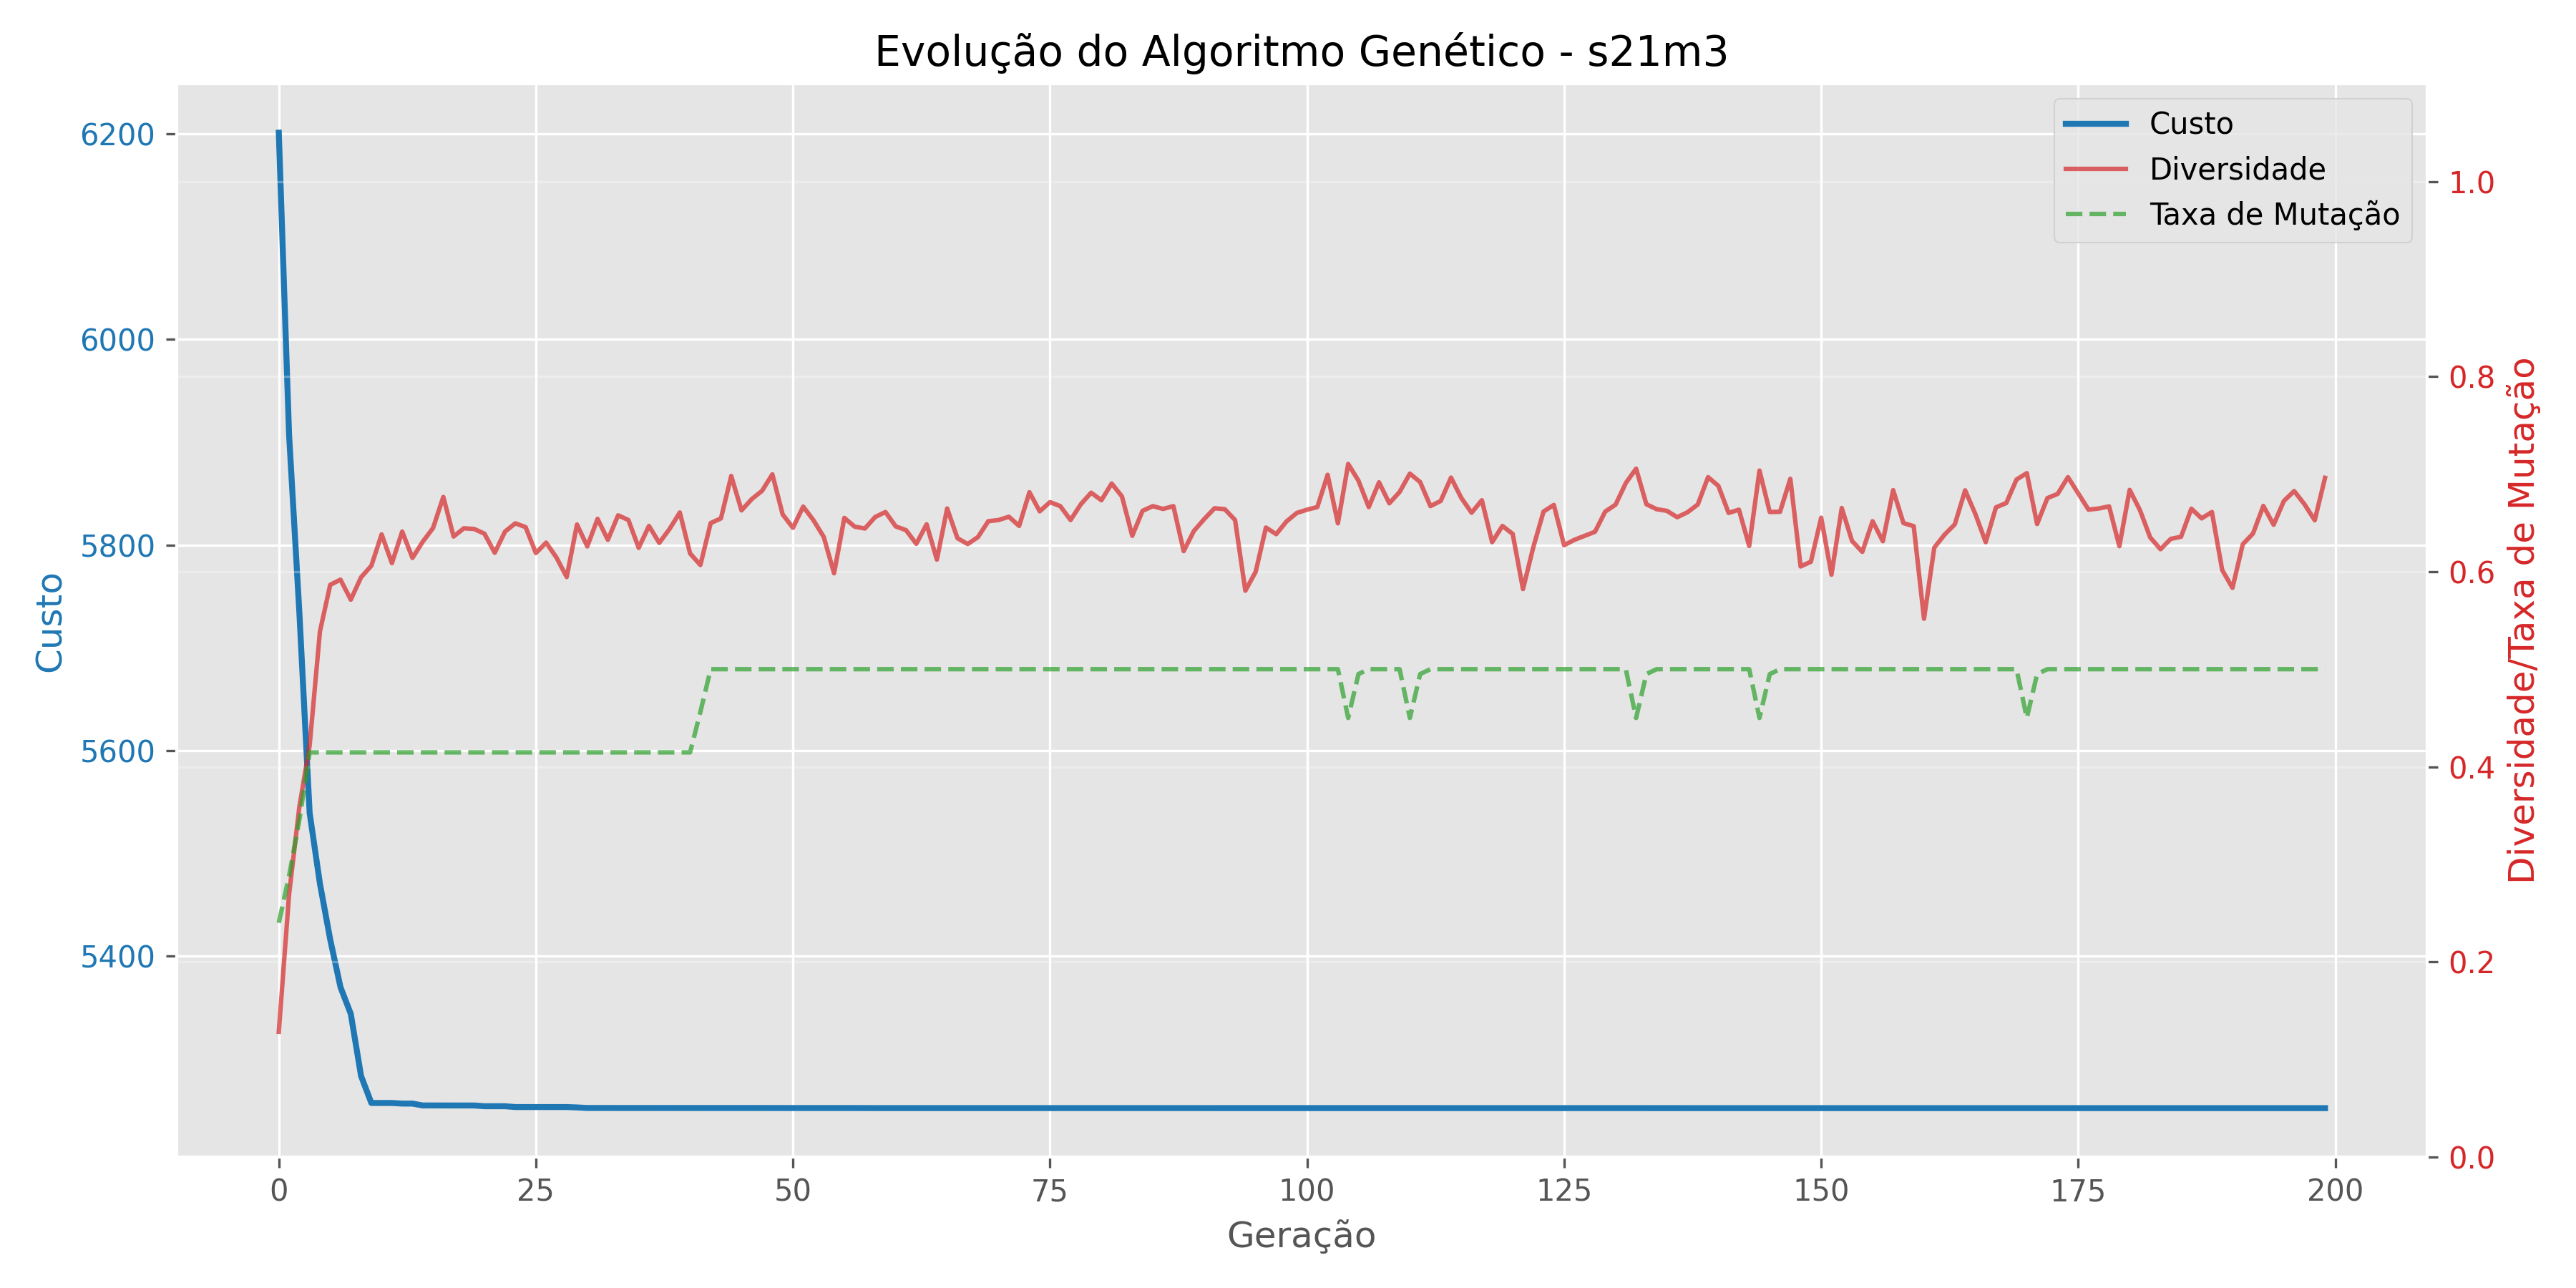 Evolução do Algoritmo Genético - s21m3
Custo
Diversidade
Taxa de Mutação
6200
6000
5800
5600
5400
Custo
1.0
0.8
0.6
0.4
0.2
0.0
Diversidade/Taxa de Mutação
0 25 50 75 100 125 150 175 200
Geração